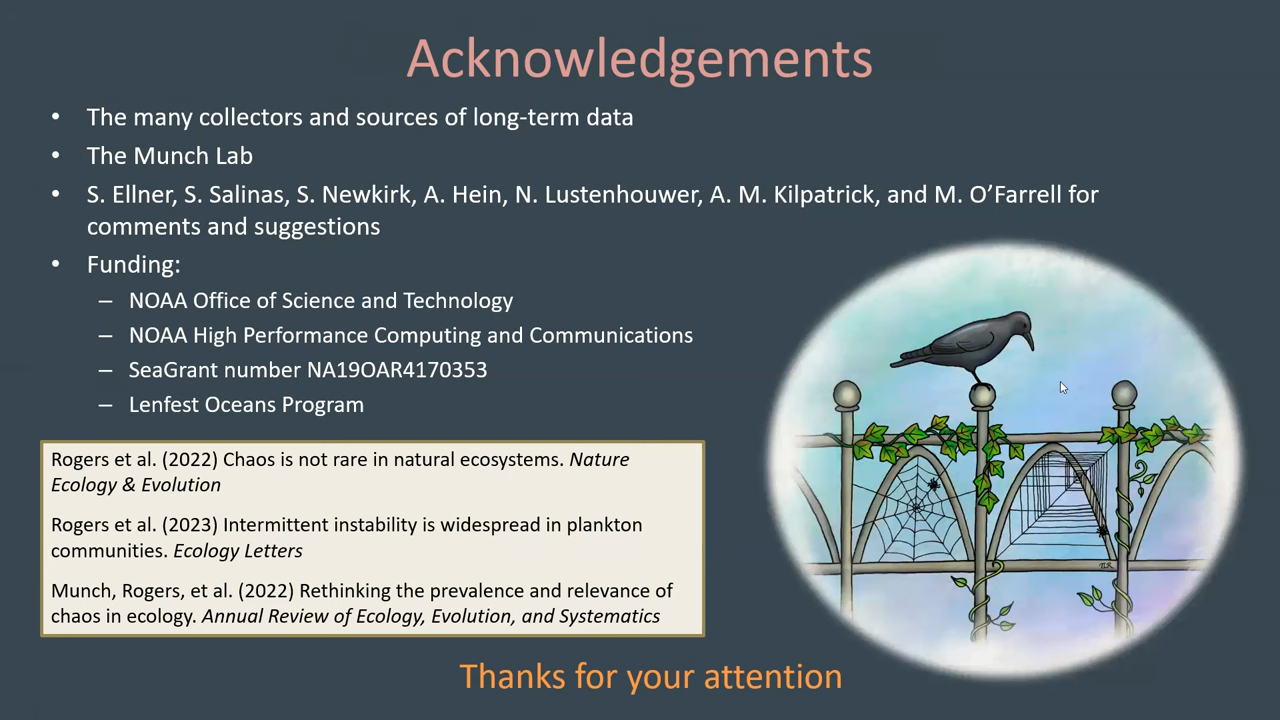 Acknowledgements
• The many collectors and sources of long-term data
• The Munch Lab
• S. Ellner, S. Salinas, S. Newkirk, A. Hein, N. Lustenhouwer, A. M. Kilpatrick, and M. O’Farrell for
comments and suggestions
• Funding:
– NOAA Office of Science and Technology
– NOAA High Performance Computing and Communications
– SeaGrant number NA19OAR4170353
– Lenfest Oceans Program
Rogers et al. (2022) Chaos is not rare in natural ecosystems. Nature
Ecology & Evolution
Rogers et al. (2023) Intermittent instability is widespread in plankton
communities. Ecology Letters
Munch, Rogers, et al. (2022) Rethinking the prevalence and relevance of
chaos in ecology. Annual Review of Ecology, Evolution, and Systematics
Thanks for your attention